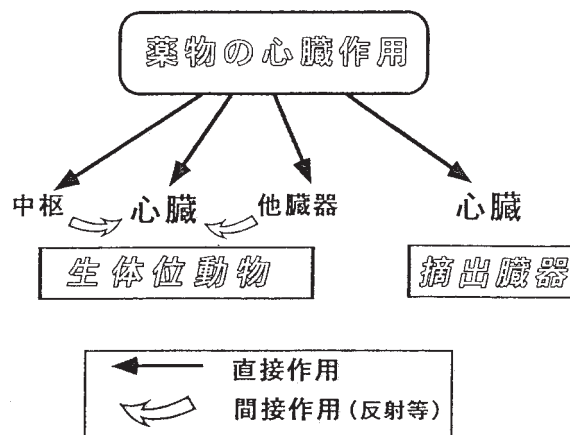 薬物の心臓作用
中枢 心臓 他臓器 心臓
生体位動物 摘出臓器
直接作用
間接作用(反射等)